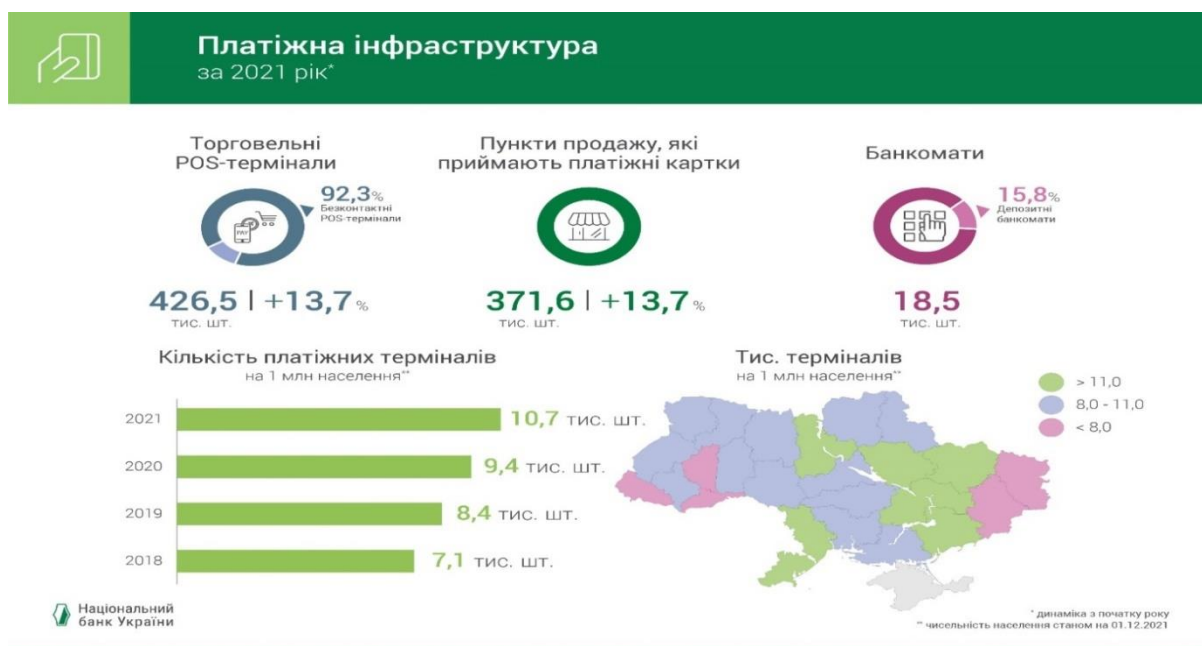 Платіжна інфраструктура
за 2021 рік*
Торговельні
POS-термінали
92,3%
Безконтактні
POS-термінали
PAY
426,5 | +13,7 %
тис. шт.
Пункти продажу, які
приймають платіжні картки
371,6 | +13,7 %
тис. шт.
Банкомати
15,8%
Депозитні
банкомати
18,5
тис. шт.
Кількість платіжних терміналів
на 1 млн населення**
2021
10,7 тис. шт.
2020
9,4 тис. шт.
2019
8,4 тис. шт.
2018
7,1 тис. шт.
Тис. терміналів
на 1 млн населення**
> 11,0
8,0 - 11,0
< 8,0
Національний
банк України
* динаміка з початку року
** чисельність населення станом на 01.12.2021